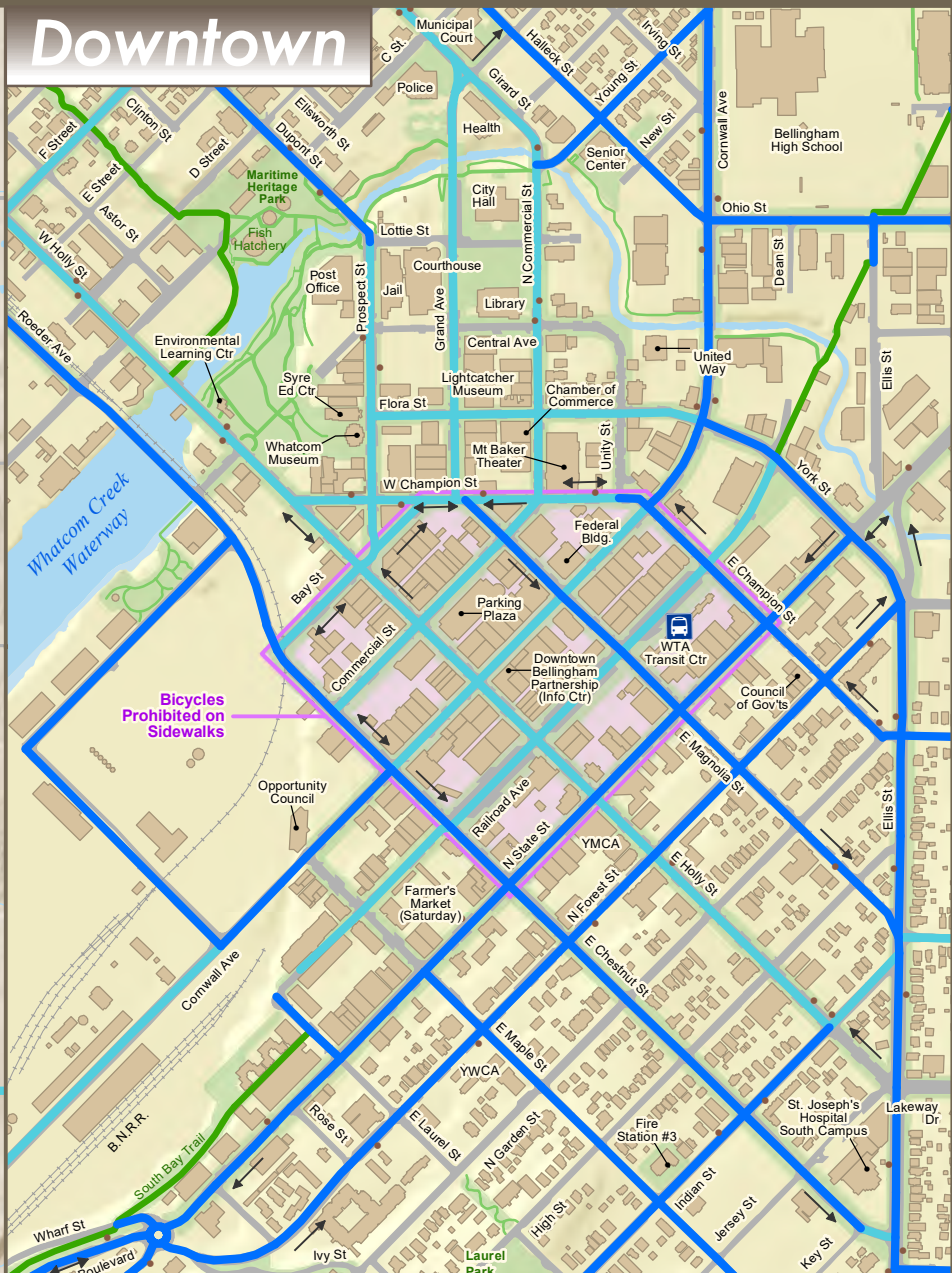 Downtown
Municipal
Court
C St.
Halleck St
Irving St
Young St
Girard St
Police
New St
Cornwall Ave
Bellingham
High School
Ellsworth St
Clinton St
F Street
Dupont St
D Street
Health
Senior
Center
E Street
Maritime
Heritage
Park
City
Hall
N Commercial St
Ohio St
Astor St
Fish
Hatchery
Lottie St
Dean St
W Holly St
Courthouse
Post
Office
Jail
Prospect St
Grand Ave
Library
Roeder Ave
Environmental
Learning Ctr
Central Ave
United
Way
Ellis St
Syre
Ed Ctr
Lightcatcher
Museum
Chamber of
Commerce
Flora St
Whatcom
Museum
Mt Baker
Theater
Unity St
York St
W Champion St
Whatcom Creek
Waterway
Federal
Bldg.
Bay St
E Champion St
Parking
Plaza
WTA
Transit Ctr
Commercial St
Downtown
Bellingham
Partnership
(Info Ctr)
Council
of Gov'ts
Bicycles
Prohibited on
Sidewalks
E Magnolia St
Opportunity
Council
Railroad Ave
Ellis St
N State St
YMCA
E Holly St
Farmer's
Market
(Saturday)
N Forest St
E Chestnut St
Cornwall Ave
E Maple St
YWCA
B.N.R.R.
Rose St
E Laurel St
N Garden St
Fire
Station #3
St. Joseph's
Hospital
South Campus
Lakeway
Dr
South Bay Trail
Indian St
High St
Jersey St
Wharf St
Boulevard
Ivy St
Laurel
Park
Key St